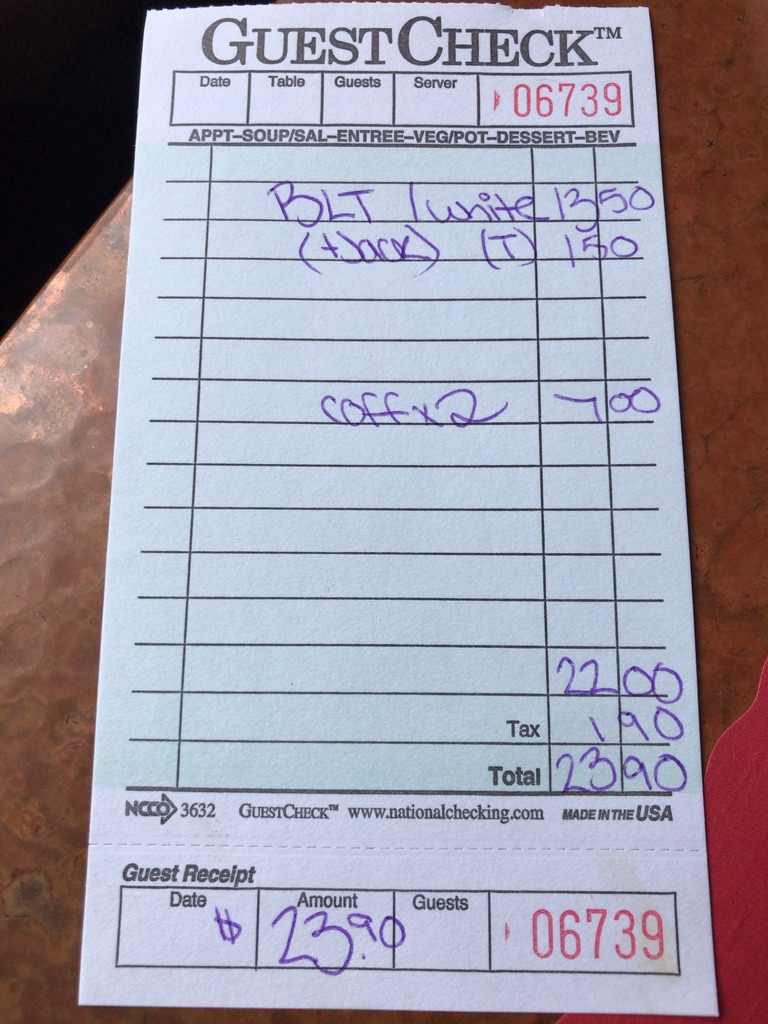 GUESTCHECK™
Date Table Guests Server 06739
APPT–SOUP/SAL–ENTREE–VEG/POT–DESSERT–BEV
BLT / white 13 50
(+Jack) (T) 1 50
coff x 2 7 00
22 00
Tax 1 90
Total 23 90
NCCO 3632 GUESTCHECK™ www.nationalchecking.com MADE IN THE USA
Guest Receipt
Date Amount Guests
$ 23.90 06739